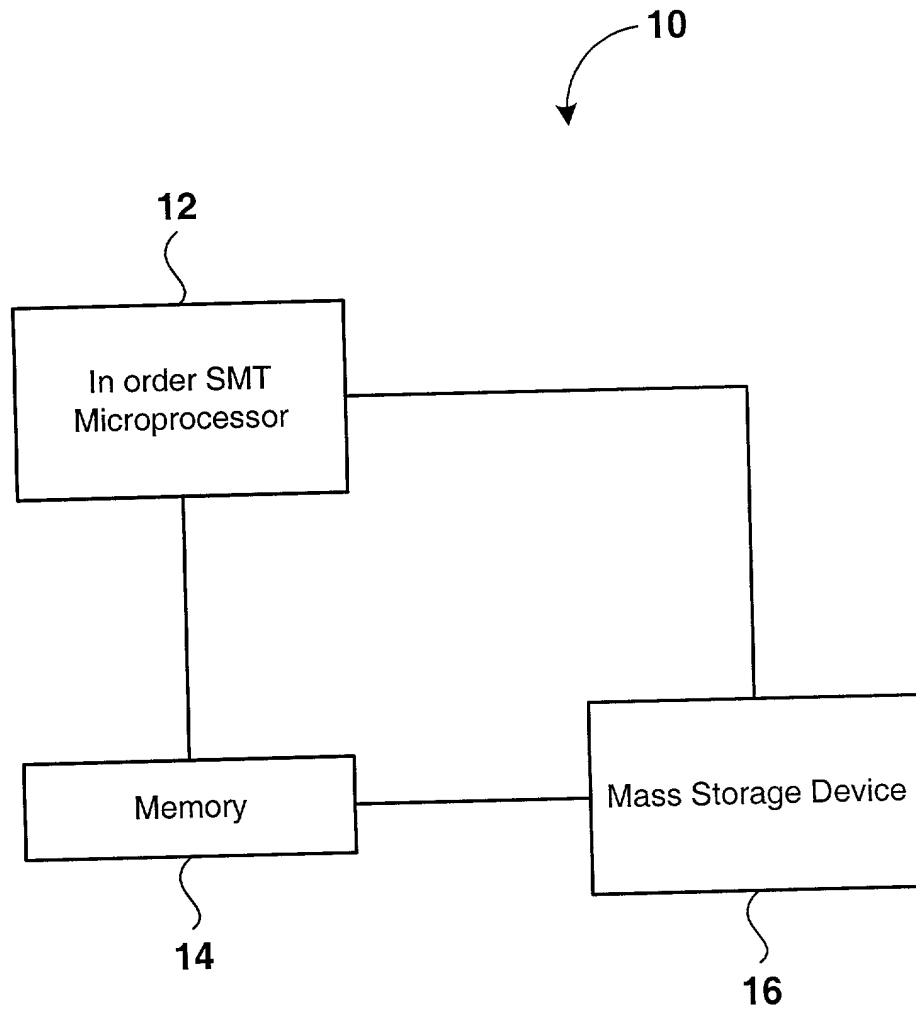 10
12
In order SMT
Microprocessor
Memory
Mass Storage Device
14
16